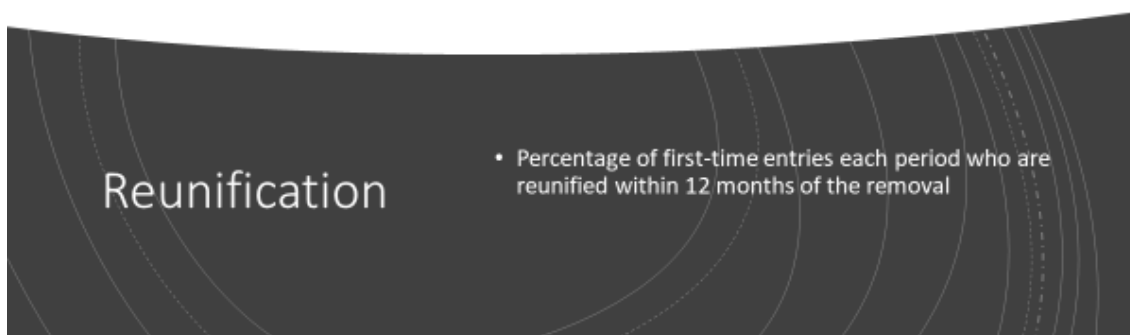 Reunification
• Percentage of first-time entries each period who are
reunified within 12 months of the removal